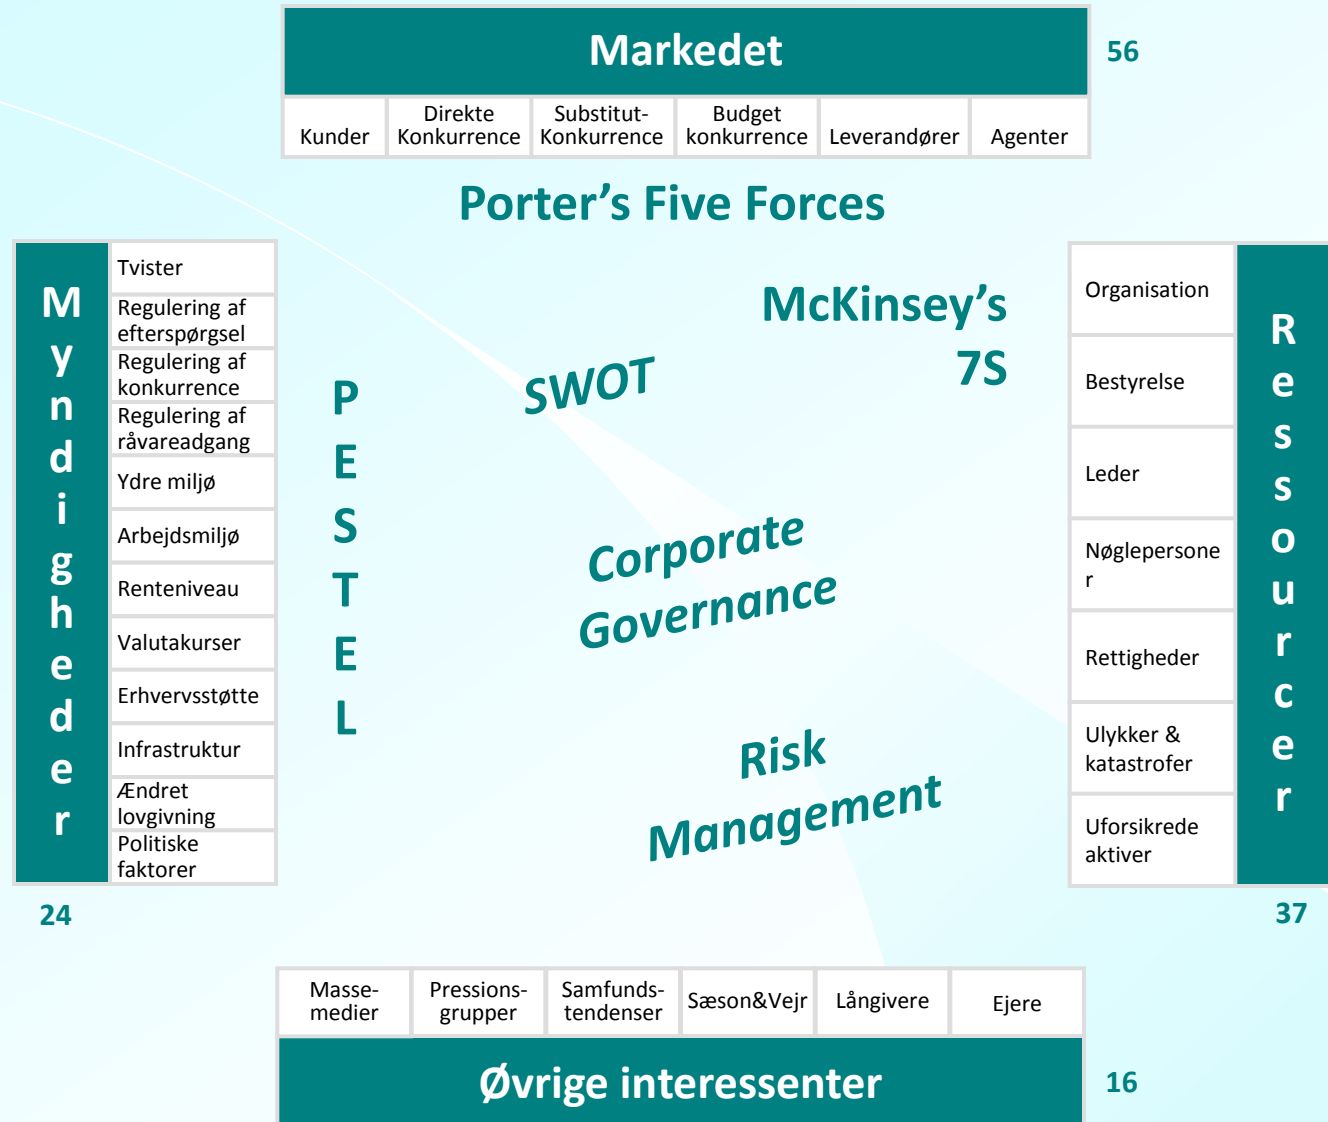 Markedet
56
Kunder
Direkte
Konkurrence
Substitut-
Konkurrence
Budget
konkurrence
Leverandører
Agenter
Porter’s Five Forces
Myndigheder
Tvister
Regulering af
efterspørgsel
Regulering af
konkurrence
Regulering af
råvareadgang
Ydre miljø
Arbejdsmiljø
Renteniveau
Valutakurser
Erhvervsstøtte
Infrastruktur
Ændret
lovgivning
Politiske
faktorer
24
PESTEL
SWOT
McKinsey’s
7S
Corporate
Governance
Risk
Management
Organisation
Bestyrelse
Leder
Nøglepersone
r
Rettigheder
Ulykker &
katastrofer
Uforsikrede
aktiver
Ressourcer
37
Masse-
medier
Pressions-
grupper
Samfunds-
tendenser
Sæson&Vejr
Långivere
Ejere
Øvrige interessenter
16